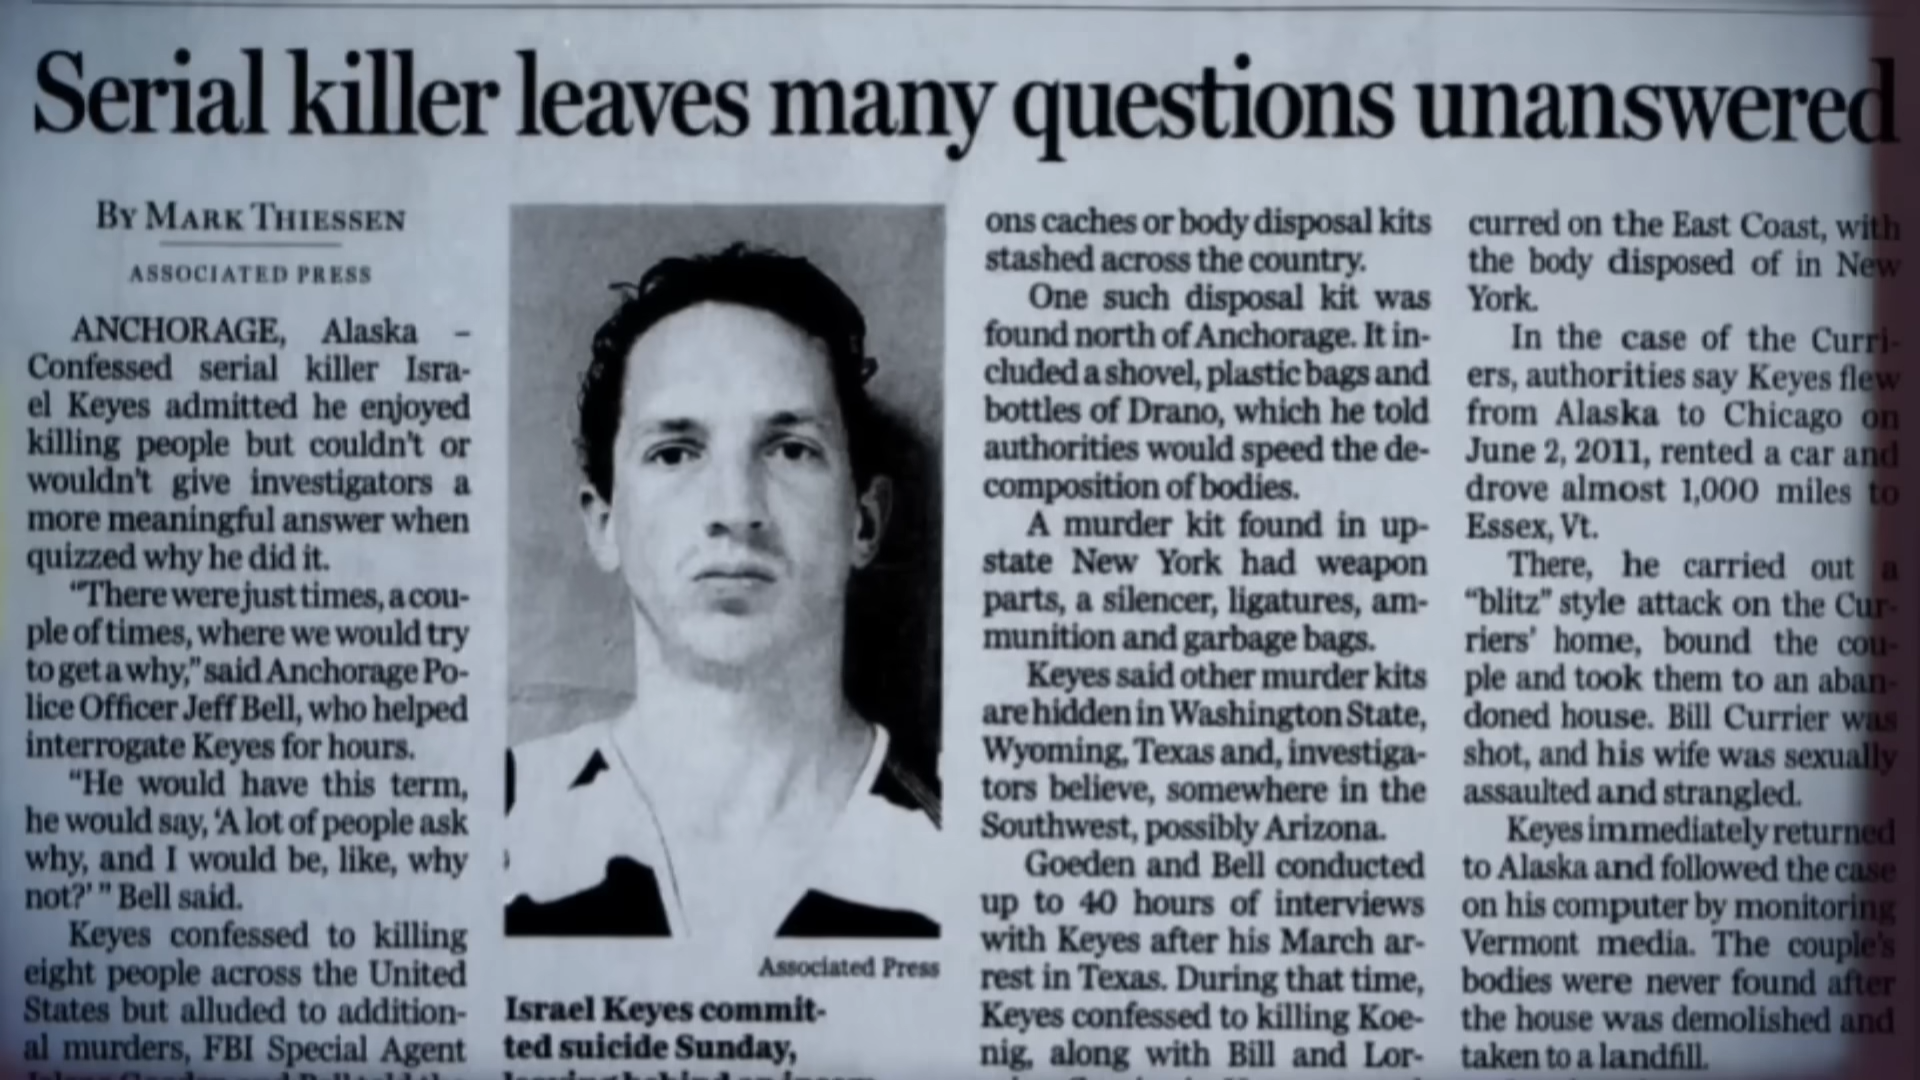 Serial killer leaves many questions unanswered
BY MARK THIESSEN
ASSOCIATED PRESS
ANCHORAGE, Alaska –
Confessed serial killer Isra-
el Keyes admitted he enjoyed
killing people but couldn't or
wouldn't give investigators a
more meaningful answer when
quizzed why he did it.
"There were just times, a cou-
ple of times, where we would try
to get a why," said Anchorage Po-
lice Officer Jeff Bell, who helped
interrogate Keyes for hours.
"He would have this term,
he would say, 'A lot of people ask
why, and I would be, like, why
not?' " Bell said.
Keyes confessed to killing
eight people across the United
States but alluded to addition-
al murders, FBI Special Agent
Associated Press
Israel Keyes commit-
ted suicide Sunday,
ons caches or body disposal kits
stashed across the country.
One such disposal kit was
found north of Anchorage. It in-
cluded a shovel, plastic bags and
bottles of Drano, which he told
authorities would speed the de-
composition of bodies.
A murder kit found in up-
state New York had weapon
parts, a silencer, ligatures, am-
munition and garbage bags.
Keyes said other murder kits
are hidden in Washington State,
Wyoming, Texas and, investiga-
tors believe, somewhere in the
Southwest, possibly Arizona.
Goeden and Bell conducted
up to 40 hours of interviews
with Keyes after his March ar-
rest in Texas. During that time,
Keyes confessed to killing Koe-
nig, along with Bill and Lor-
curred on the East Coast, with
the body disposed of in New
York.
In the case of the Curri-
ers, authorities say Keyes flew
from Alaska to Chicago on
June 2, 2011, rented a car and
drove almost 1,000 miles to
Essex, Vt.
There, he carried out a
"blitz" style attack on the Cur-
riers' home, bound the cou-
ple and took them to an aban-
doned house. Bill Currier was
shot, and his wife was sexually
assaulted and strangled.
Keyes immediately returned
to Alaska and followed the case
on his computer by monitoring
Vermont media. The couple's
bodies were never found after
the house was demolished and
taken to a landfill.